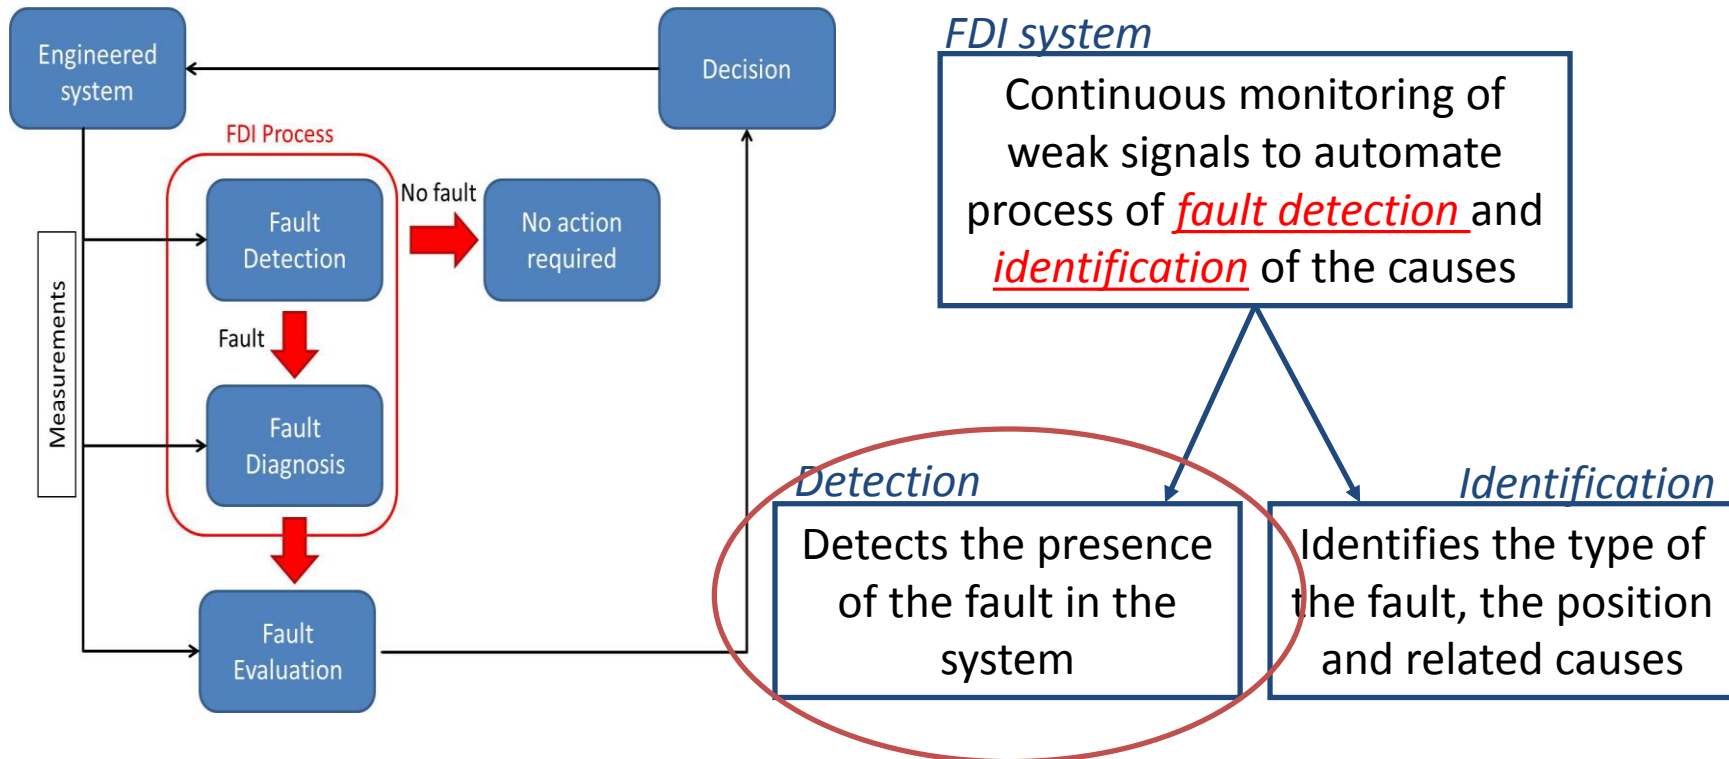 Engineered
system
Decision
FDI Process
Fault
Detection
No fault
No action
required
Measurements
Fault
Fault
Diagnosis
Fault
Evaluation
FDI system
Continuous monitoring of
weak signals to automate
process of fault detection and
identification of the causes
Detection
Detects the presence
of the fault in the
system
Identification
Identifies the type of
the fault, the position
and related causes